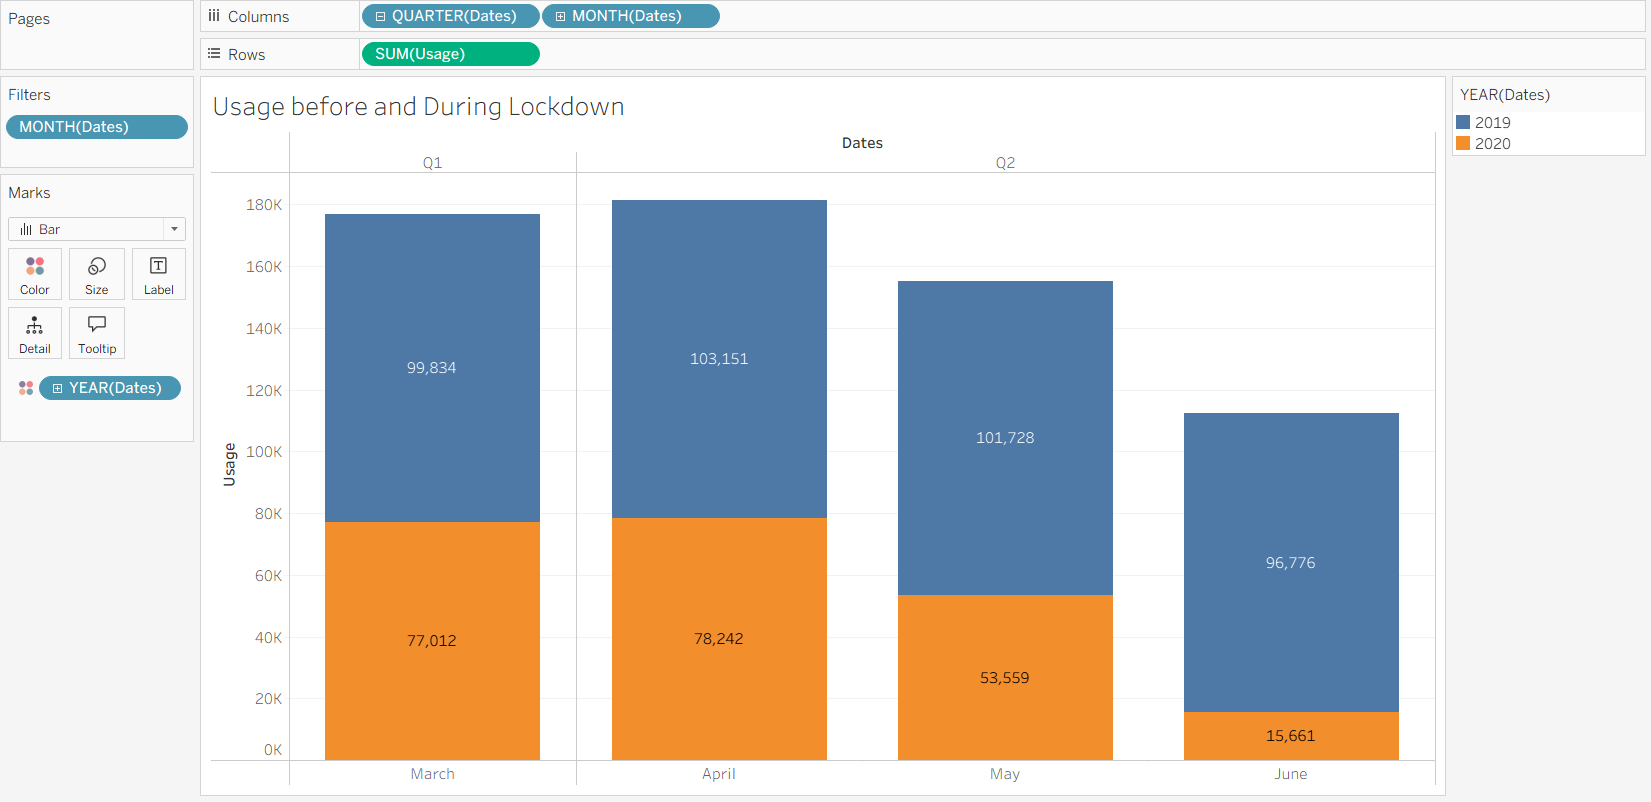 Pages
Columns
QUARTER(Dates)
MONTH(Dates)
Rows
SUM(Usage)
Filters
MONTH(Dates)
Marks
Bar
Color
Size
Label
Detail
Tooltip
YEAR(Dates)
Usage before and During Lockdown
Dates
Q1
Q2
180K
160K
140K
120K
100K
80K
60K
40K
20K
0K
Usage
99,834
103,151
101,728
96,776
77,012
78,242
53,559
15,661
March
April
May
June
YEAR(Dates)
2019
2020